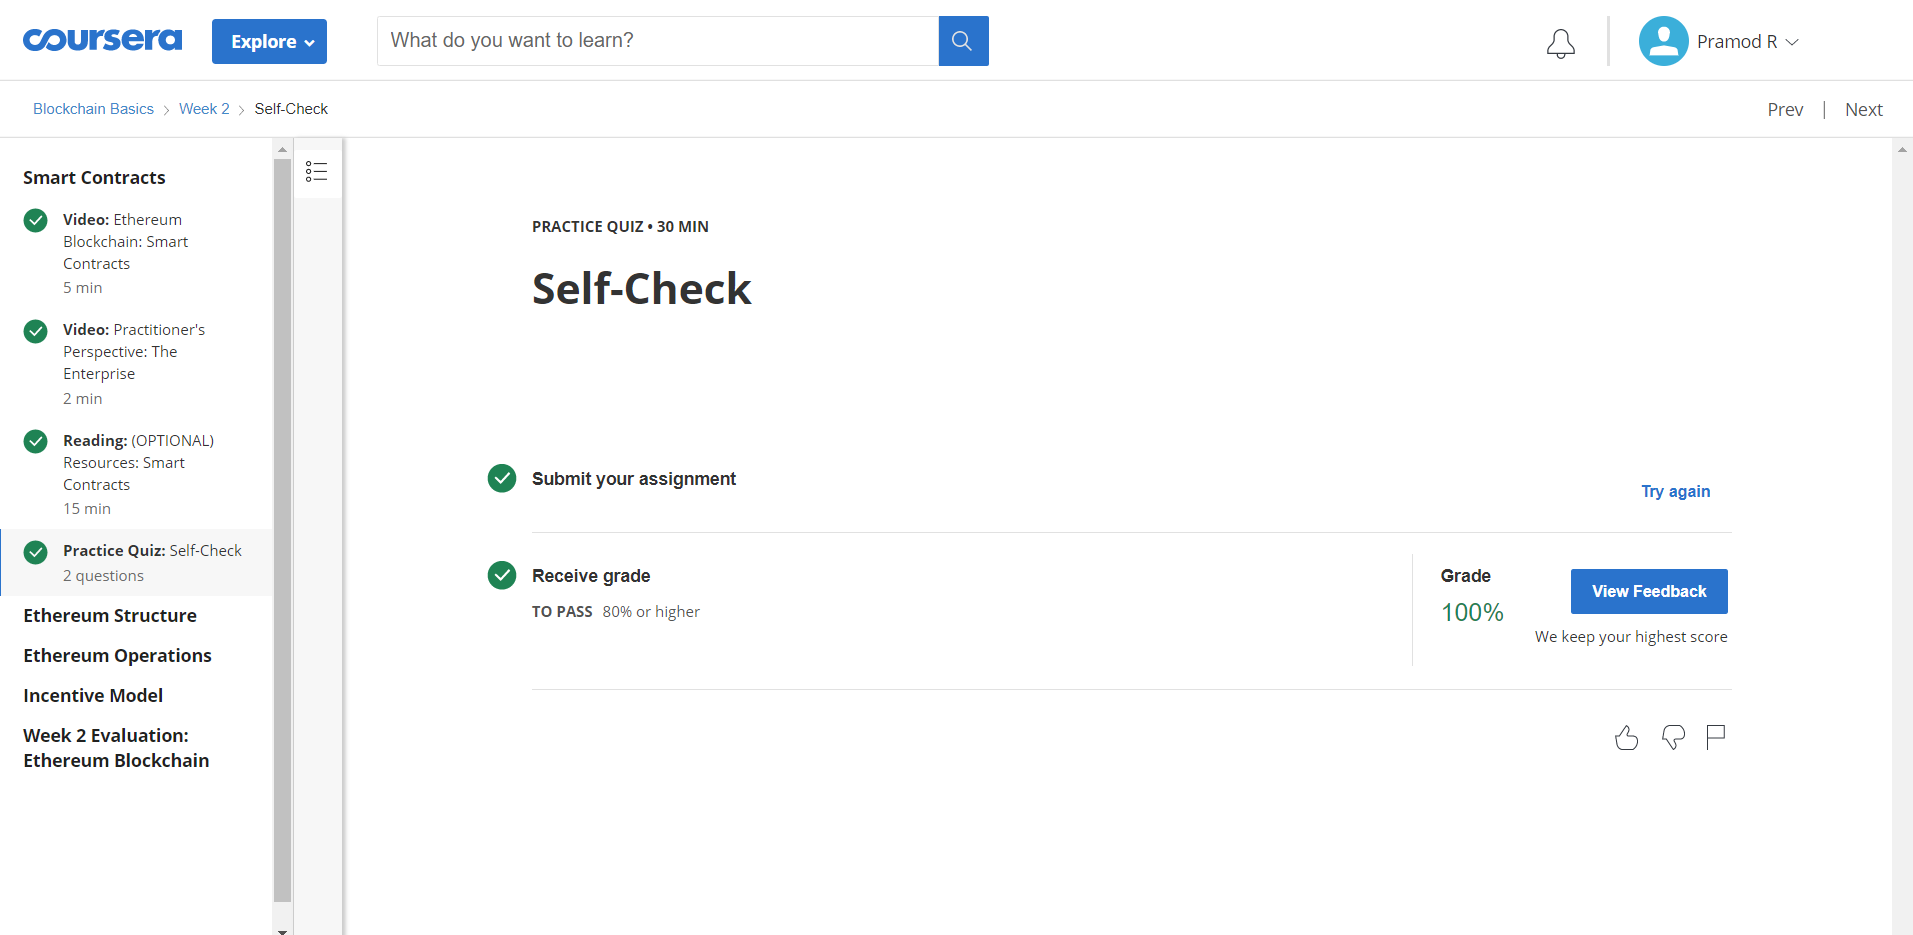 coursera
Explore
What do you want to learn?
Pramod R
Blockchain Basics > Week 2 > Self-Check
Prev | Next
Smart Contracts
Video: Ethereum
Blockchain: Smart
Contracts
5 min
Video: Practitioner's
Perspective: The
Enterprise
2 min
Reading: (OPTIONAL)
Resources: Smart
Contracts
15 min
Practice Quiz: Self-Check
2 questions
Ethereum Structure
Ethereum Operations
Incentive Model
Week 2 Evaluation:
Ethereum Blockchain
PRACTICE QUIZ • 30 MIN
Self-Check
Submit your assignment
Try again
Receive grade
TO PASS 80% or higher
Grade
100%
View Feedback
We keep your highest score